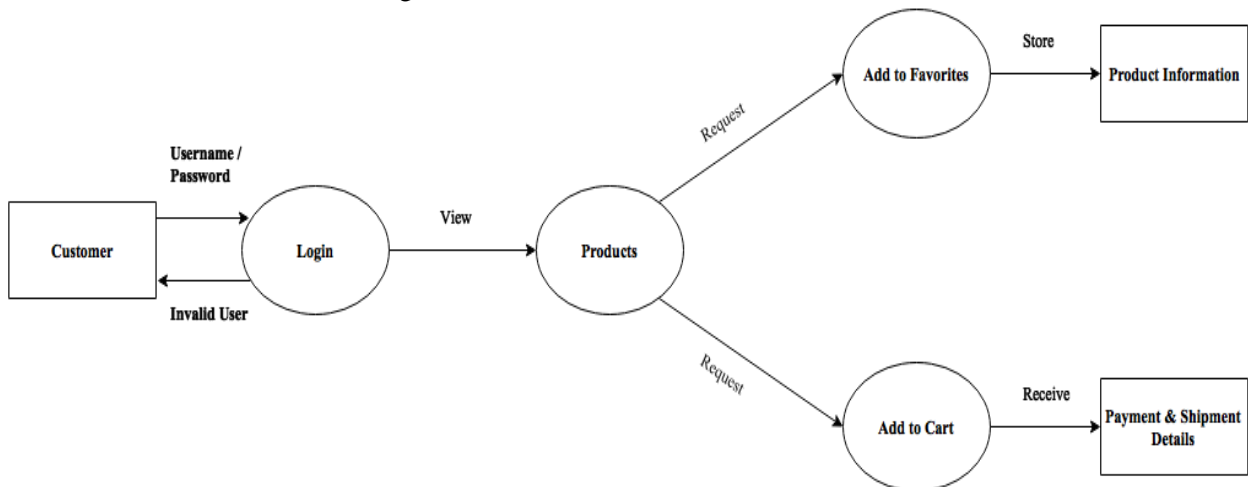 Store
Add to Favorites
Product Information
Request
Username /
Password
View
Customer
Login
Products
Invalid User
Request
Receive
Add to Cart
Payment & Shipment
Details